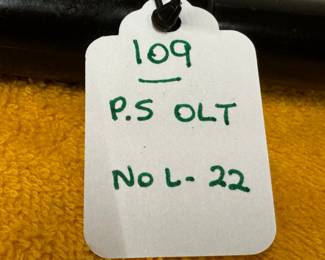 109
P.S OLT
NO L- 22